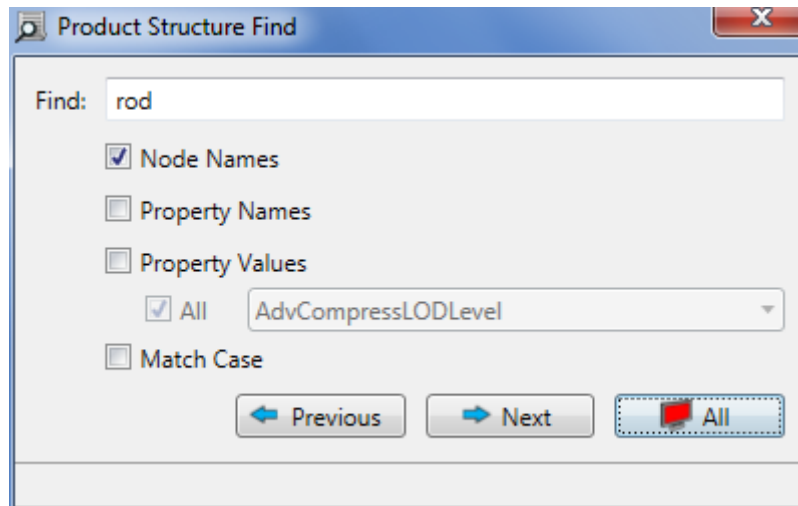 Product Structure Find
Find: rod
Node Names
Property Names
Property Values
All AdvCompressLODLevel
Match Case
Previous Next All